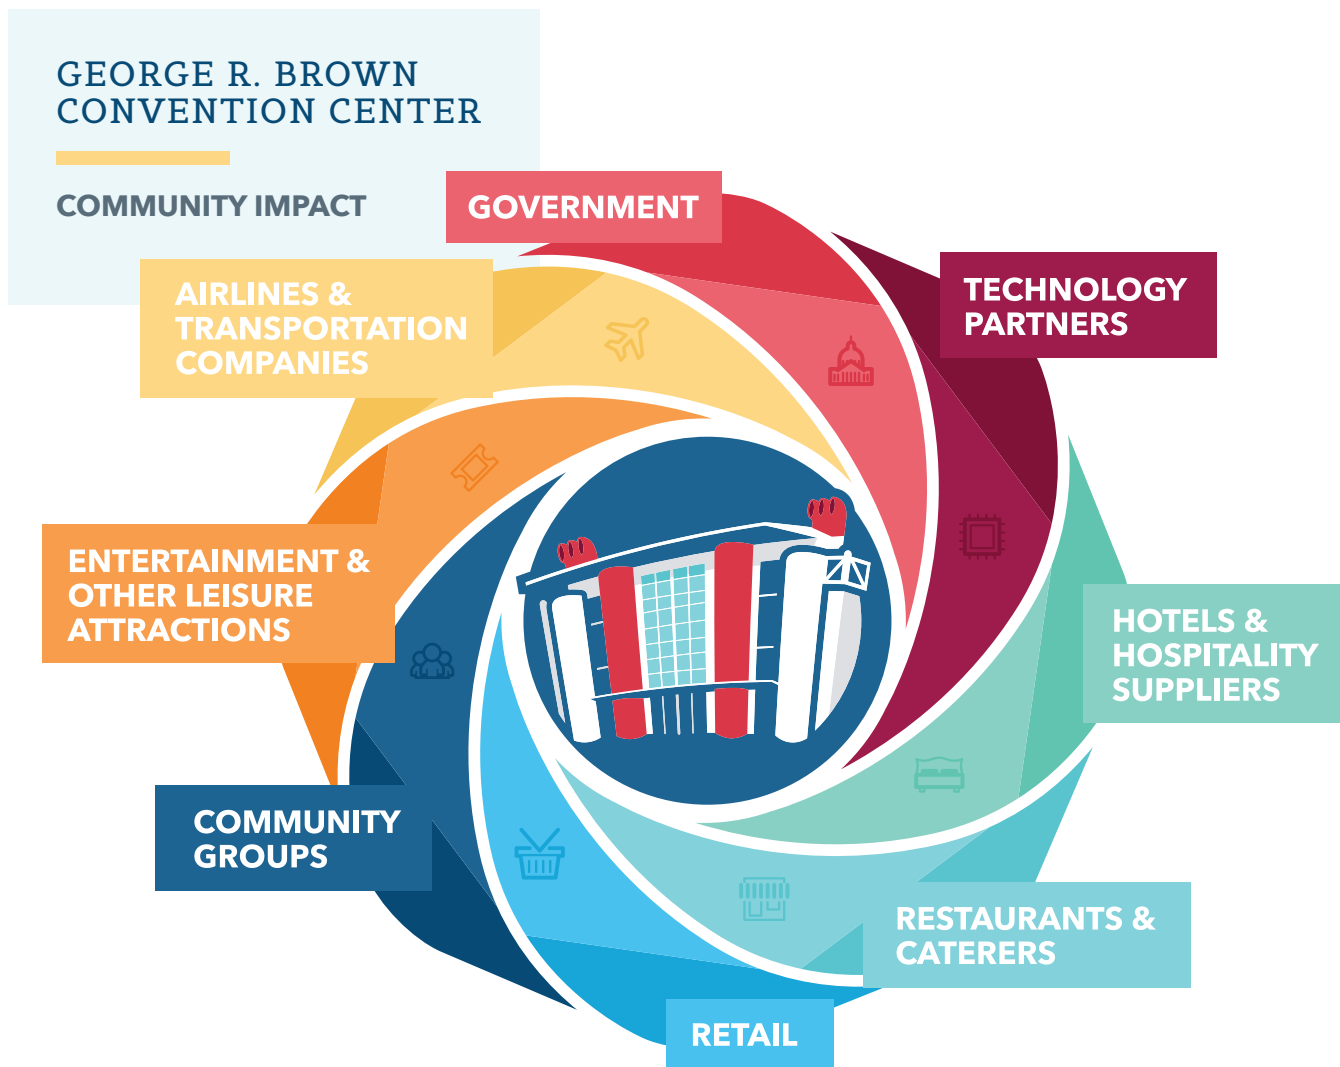 GEORGE R. BROWN
CONVENTION CENTER
COMMUNITY IMPACT
GOVERNMENT
TECHNOLOGY
PARTNERS
HOTELS &
HOSPITALITY
SUPPLIERS
RESTAURANTS &
CATERERS
RETAIL
COMMUNITY
GROUPS
ENTERTAINMENT &
OTHER LEISURE
ATTRACTIONS
AIRLINES &
TRANSPORTATION
COMPANIES